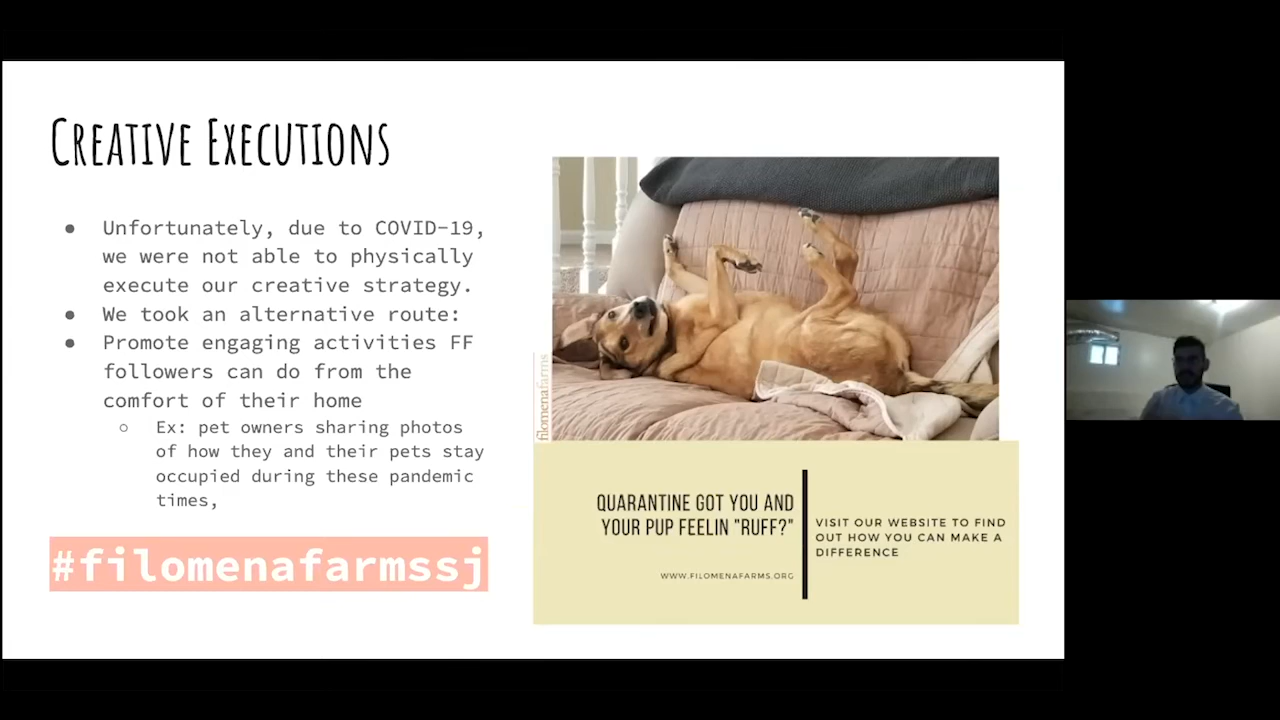 Creative Executions
● Unfortunately, due to COVID-19,
we were not able to physically
execute our creative strategy.
● We took an alternative route:
● Promote engaging activities FF
followers can do from the
comfort of their home
○ Ex: pet owners sharing photos
of how they and their pets stay
occupied during these pandemic
times,
#filomenafarmssj
filomenafarms
QUARANTINE GOT YOU AND
YOUR PUP FEELIN "RUFF?"
WWW.FILOMENAFARMS.ORG
VISIT OUR WEBSITE TO FIND
OUT HOW YOU CAN MAKE A
DIFFERENCE